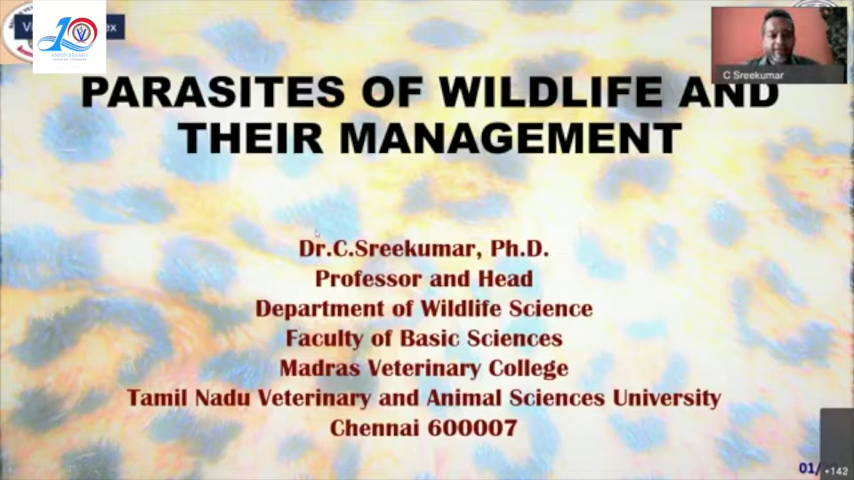 ANNIVERSARY
C Sreekumar
PARASITES OF WILDLIFE AND
THEIR MANAGEMENT
Dr.C.Sreekumar, Ph.D.
Professor and Head
Department of Wildlife Science
Faculty of Basic Sciences
Madras Veterinary College
Tamil Nadu Veterinary and Animal Sciences University
Chennai 600007
01/
+142